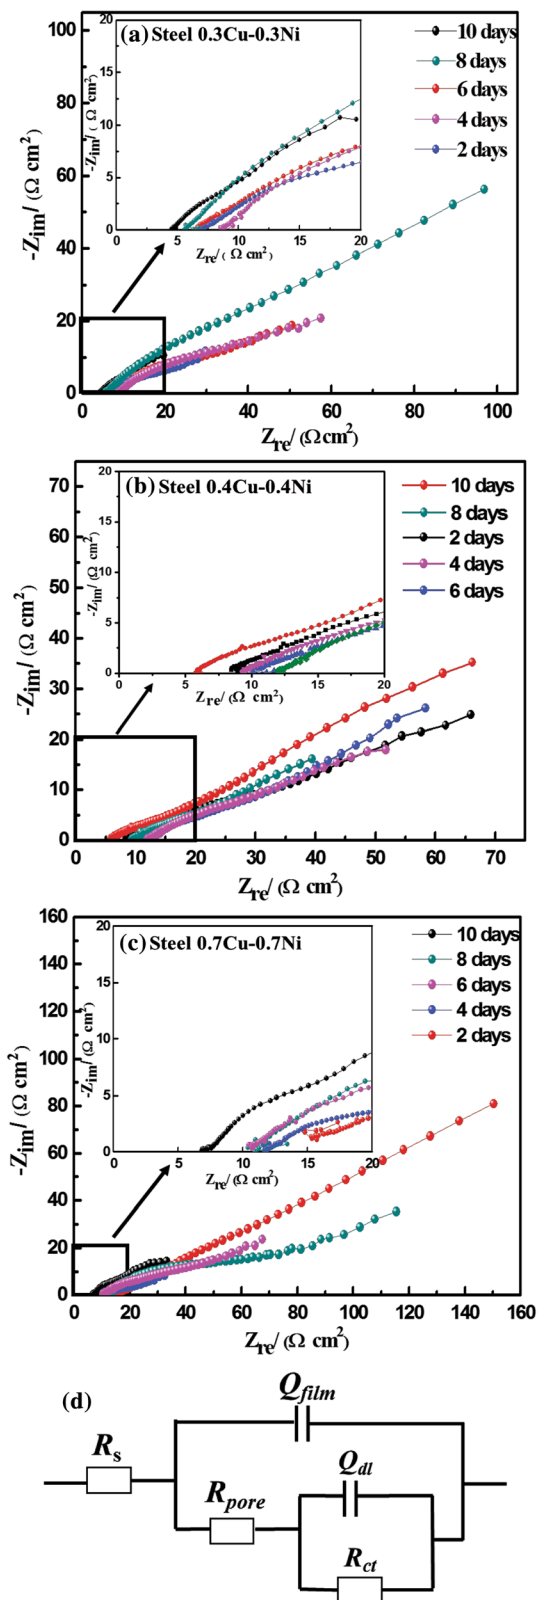 (a) Steel 0.3Cu-0.3Ni
10 days
8 days
6 days
4 days
2 days
-Zim/(Ω cm²)
100
80
60
40
20
0
0 20 40 60 80 100
Zre/(Ωcm²)
-Zim/(Ω cm²)
20
15
10
5
0
0 5 10 15 20
Zre/(Ω cm²)
(b) Steel 0.4Cu-0.4Ni
10 days
8 days
2 days
4 days
6 days
-Zim/(Ω cm²)
70
60
50
40
30
20
10
0
0 10 20 30 40 50 60 70
Zre/(Ω cm²)
-Zim/(Ω cm²)
20
15
10
5
0
0 5 10 15 20
Zre/(Ω cm²)
(c) Steel 0.7Cu-0.7Ni
10 days
8 days
6 days
4 days
2 days
-Zim/(Ω cm²)
160
140
120
100
80
60
40
20
0
0 20 40 60 80 100 120 140 160
Zre/(Ω cm²)
-Zim/(Ω cm²)
20
15
10
5
0
0 5 10 15 20
Zre/(Ω cm²)
(d)
Qfilm
Rs
Qdl
Rpore
Rct